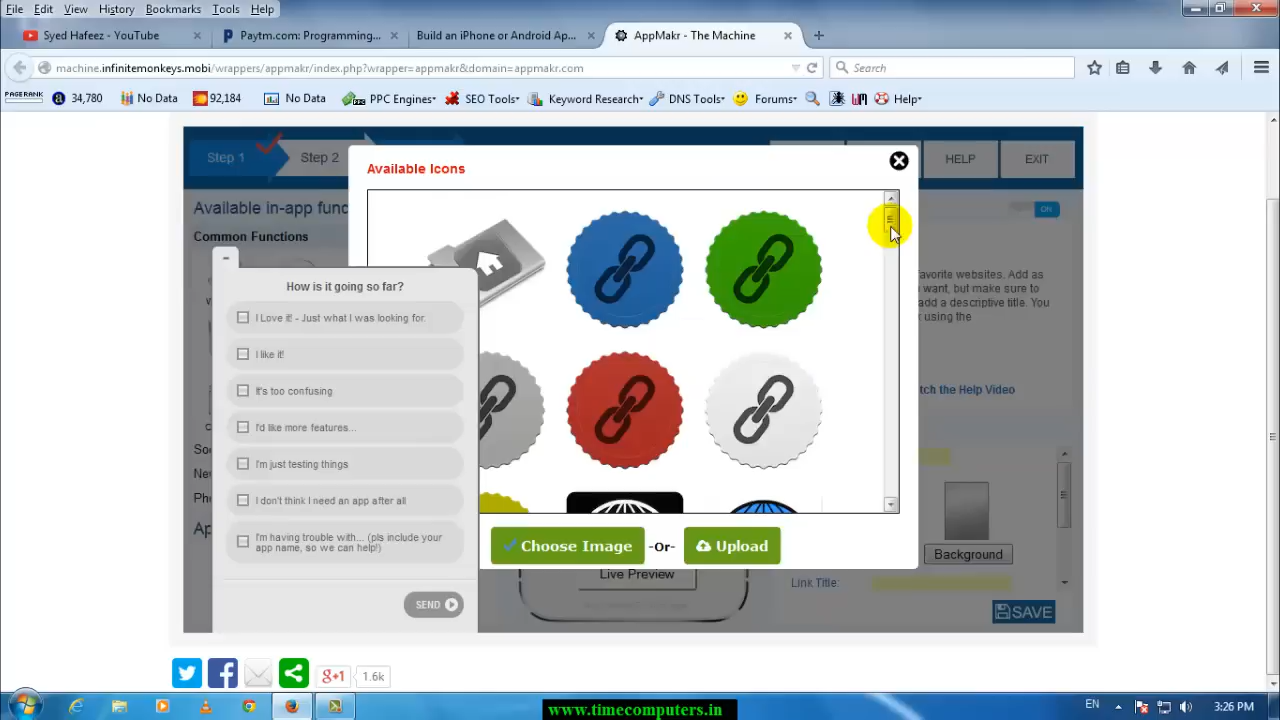 File Edit View History Bookmarks Tools Help
Syed Hafeez - YouTube
Paytm.com: Programming...
Build an iPhone or Android Ap...
AppMakr - The Machine
machine.infinitemonkeys.mobi/wrappers/appmakr/index.php?wrapper=appmakr&domain=appmakr.com
Search
PAGERANK 34,780 No Data 92,184 No Data PPC Engines SEO Tools Keyword Research DNS Tools Forums Help
Step 1 Step 2 HELP EXIT
Available Icons
Available in-app func
ON
Common Functions
favorite websites. Add as
want, but make sure to
add a descriptive title. You
using the
How is it going so far?
I Love it! - Just what I was looking for.
I like it!
It's too confusing
I'd like more features...
I'm just testing things
I don't think I need an app after all
I'm having trouble with... (pls include your
app name, so we can help!)
SEND
tch the Help Video
Soc
New
Pho
Ap
Choose Image -Or- Upload
Background
Live Preview
Link Title:
SAVE
+1 1.6k
www.timecomputers.in
EN 3:26 PM